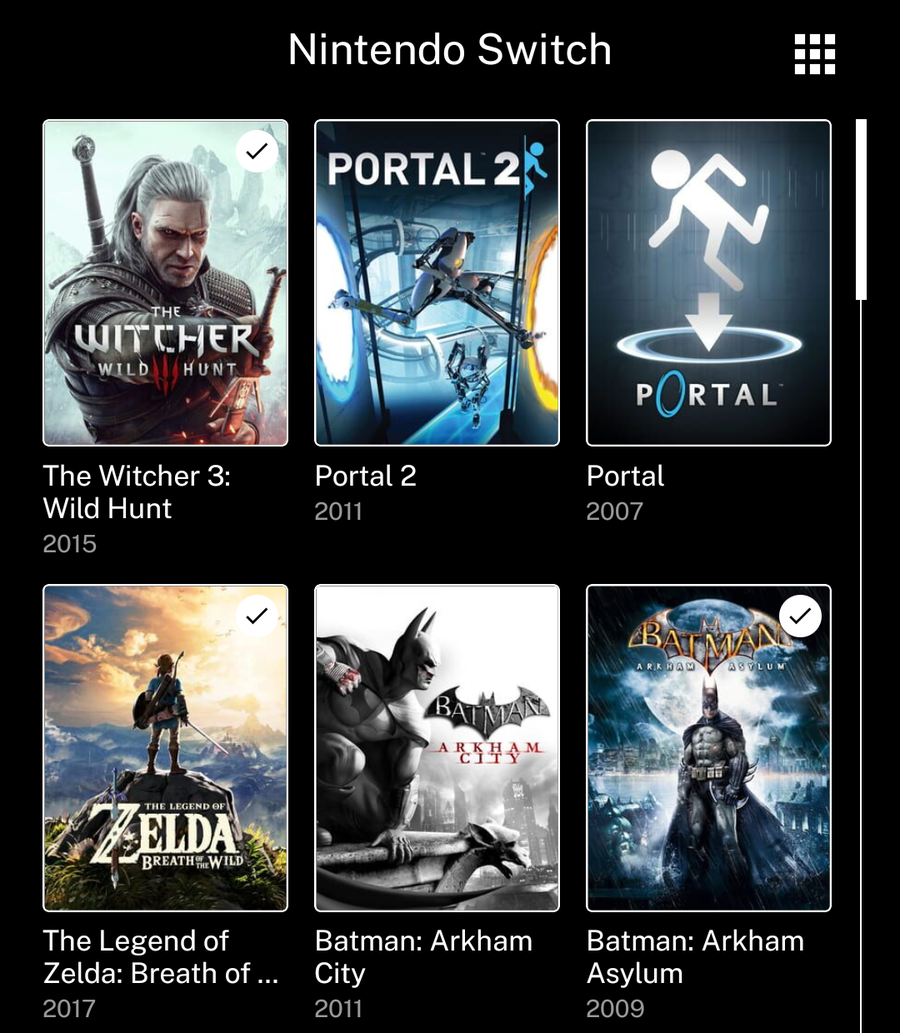 Nintendo Switch
THE
WITCHER
WILD HUNT
PORTAL 2
PORTAL
The Witcher 3:
Wild Hunt
2015
Portal 2
2011
Portal
2007
THE LEGEND OF
ZELDA
BREATH OF THE WILD
BATMAN
ARKHAM
CITY
BATMAN
ARKHAM ASYLUM
The Legend of
Zelda: Breath of ...
2017
Batman: Arkham
City
2011
Batman: Arkham
Asylum
2009